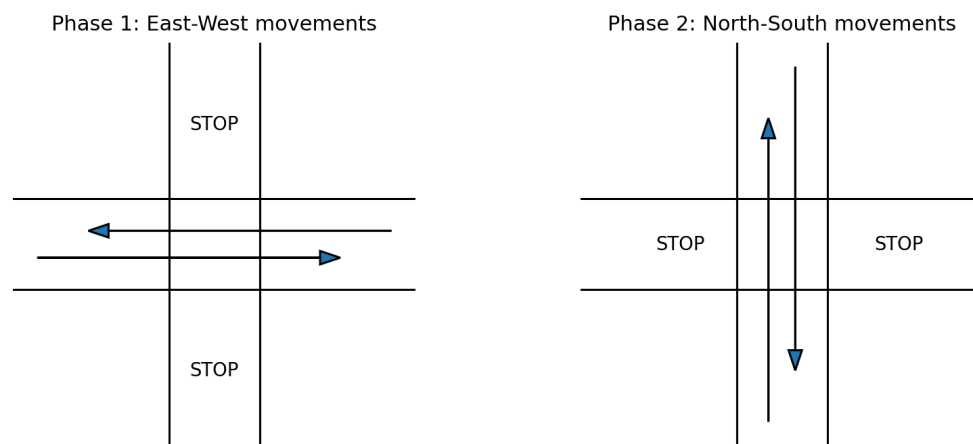 Phase 1: East-West movements
STOP
STOP
Phase 2: North-South movements
STOP
STOP